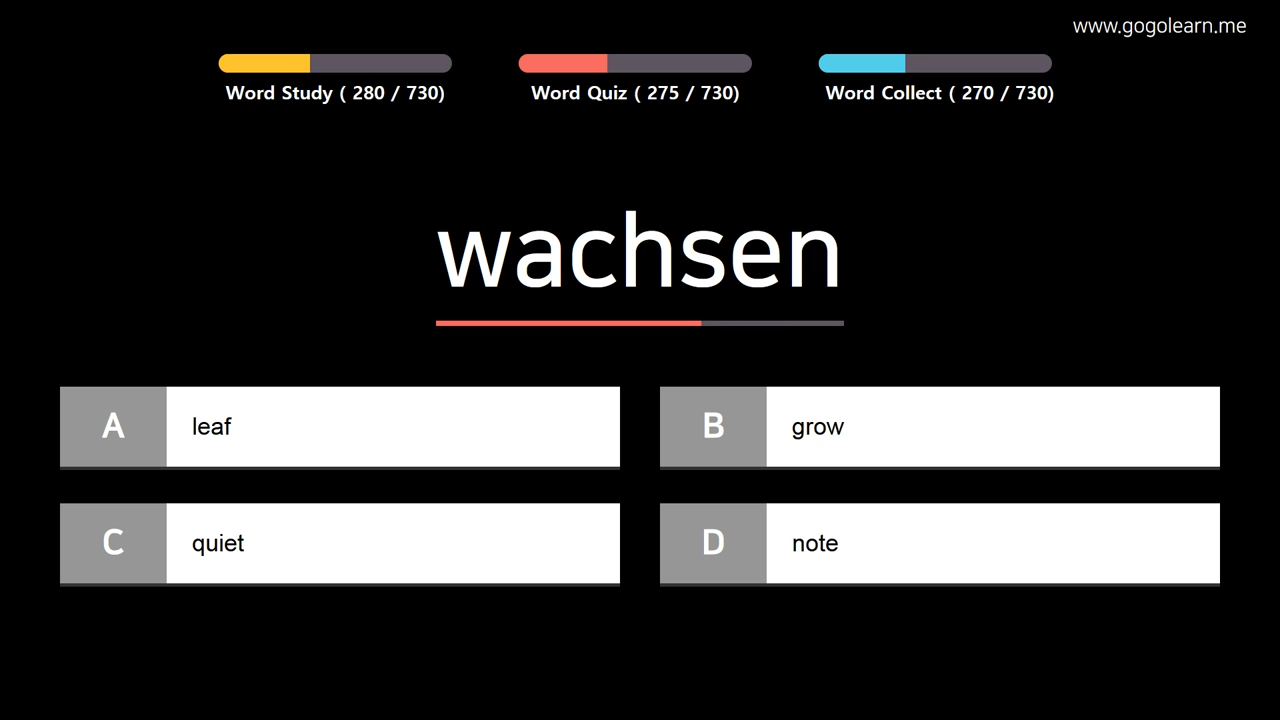 www.gogolearn.me
Word Study ( 280 / 730)
Word Quiz ( 275 / 730)
Word Collect ( 270 / 730)
wachsen
A leaf
B grow
C quiet
D note